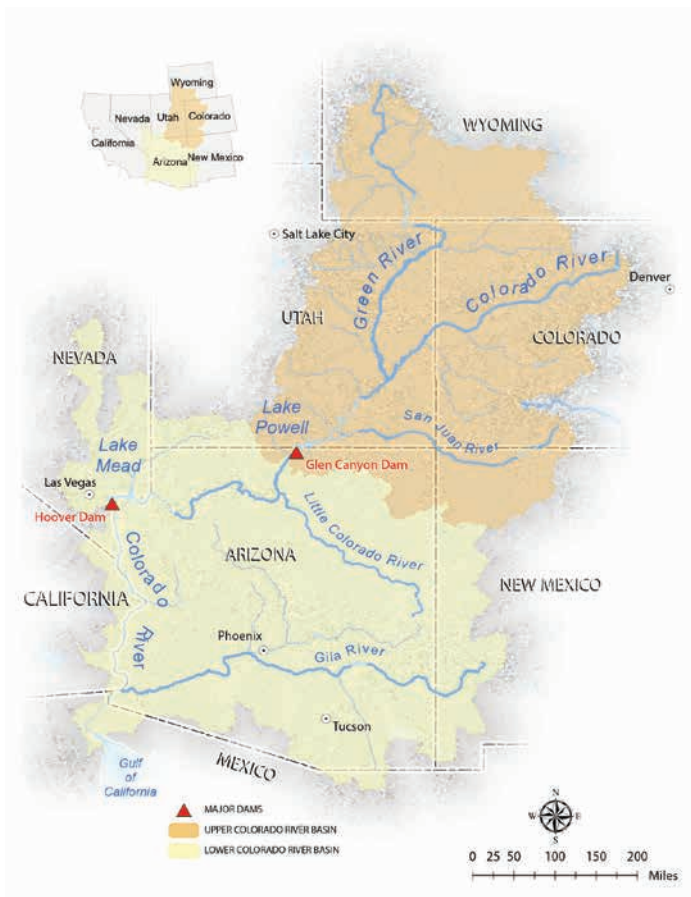 Wyoming
Nevada
Utah
Colorado
California
Arizona
New Mexico
WYOMING
Salt Lake City
Green River
Colorado River
Denver
UTAH
COLORADO
NEVADA
Lake
Powell
San Juan River
Lake
Mead
Glen Canyon Dam
Las Vegas
Hoover Dam
Little Colorado River
Colorado
River
ARIZONA
CALIFORNIA
NEW MEXICO
Phoenix
Gila River
Tucson
MEXICO
Gulf
of
California
MAJOR DAMS
UPPER COLORADO RIVER BASIN
LOWER COLORADO RIVER BASIN
N
W
E
S
0 25 50 100 150 200
Miles